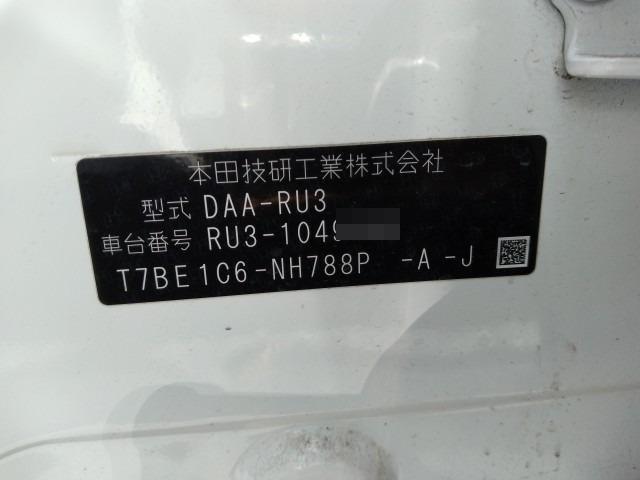 本田技研工業株式会社
型式 DAA-RU3
車台番号 RU3-1049
T7BE1C6-NH788P -A -J